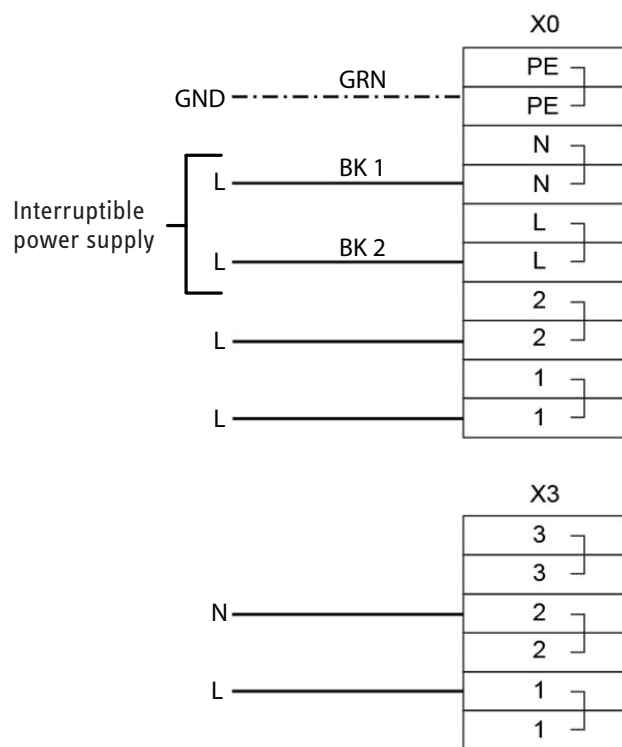 X0
PE
GND GRN
PE
N
L BK 1 N
Interruptible
power supply
L
L BK 2 L
2
L 2
1
L 1
X3
3
3
N 2
2
L 1
1